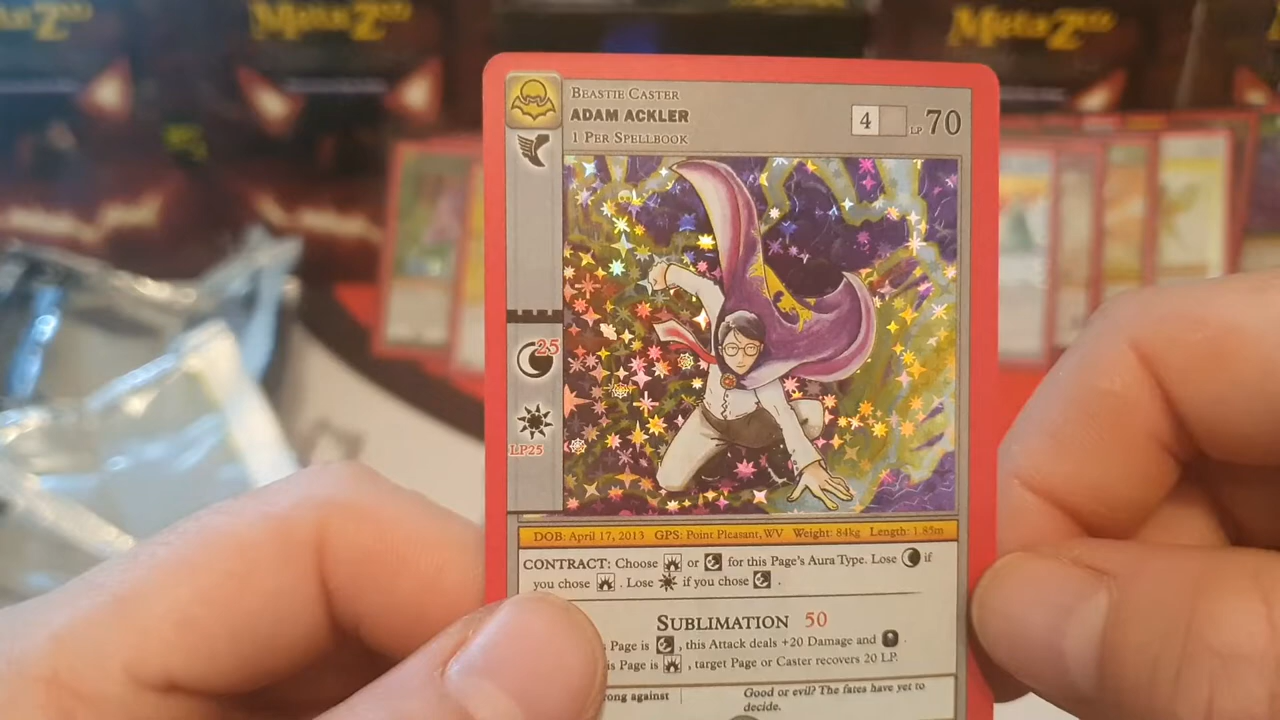 MetaZoo
MetaZoo
BEASTIE CASTER
ADAM ACKLER
1 PER SPELLBOOK
4
LP 70
25
LP25
DOB: April 17, 2013 GPS: Point Pleasant, WV Weight: 84kg Length: 1.85m
CONTRACT: Choose or for this Page's Aura Type. Lose if
you chose . Lose if you chose .
SUBLIMATION 50
Page is , this Attack deals +20 Damage and .
Page is , target Page or Caster recovers 20 LP.
against
Good or evil? The fates have yet to
decide.